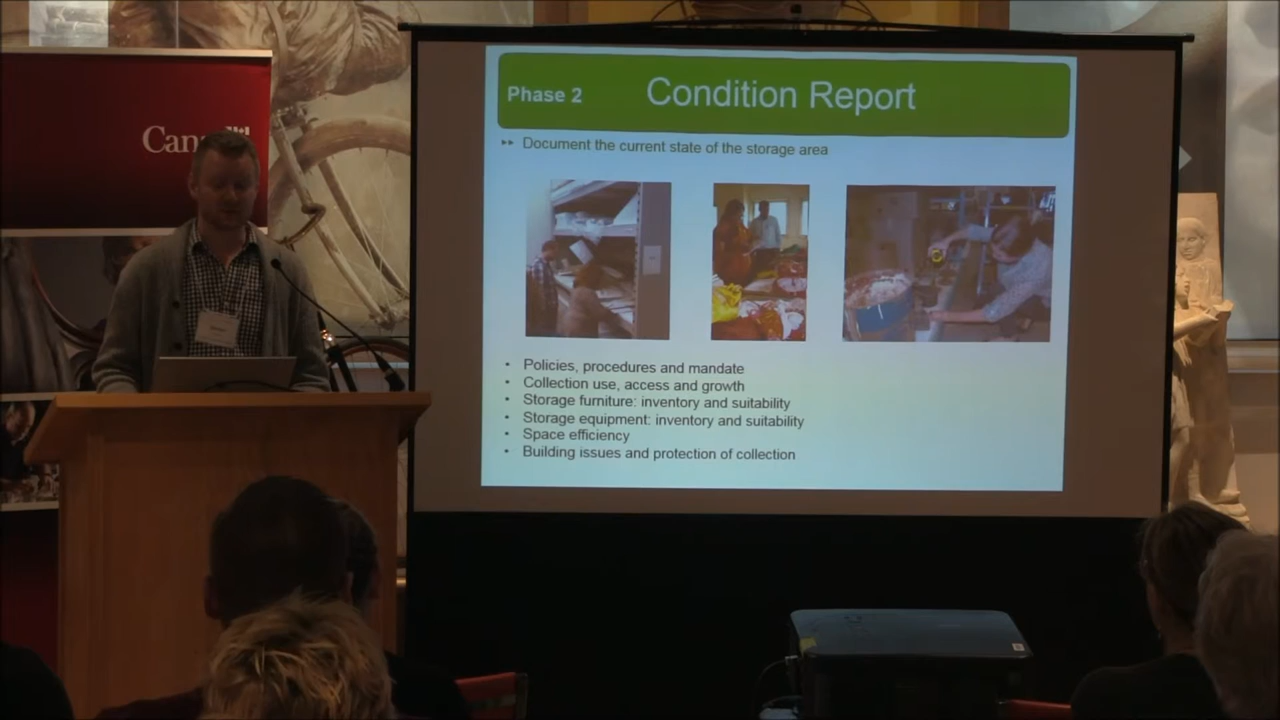 Canada
Phase 2 Condition Report
Document the current state of the storage area
• Policies, procedures and mandate
• Collection use, access and growth
• Storage furniture: inventory and suitability
• Storage equipment: inventory and suitability
• Space efficiency
• Building issues and protection of collection